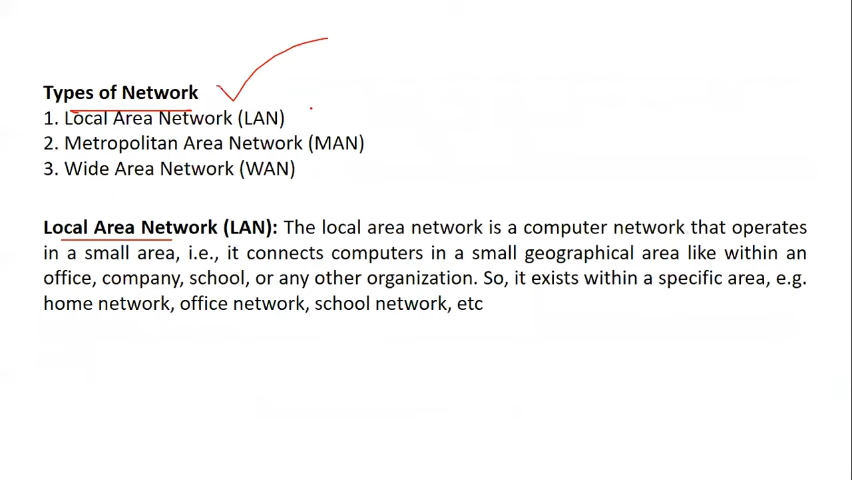 Types of Network
1. Local Area Network (LAN)
2. Metropolitan Area Network (MAN)
3. Wide Area Network (WAN)
Local Area Network (LAN): The local area network is a computer network that operates
in a small area, i.e., it connects computers in a small geographical area like within an
office, company, school, or any other organization. So, it exists within a specific area, e.g.
home network, office network, school network, etc